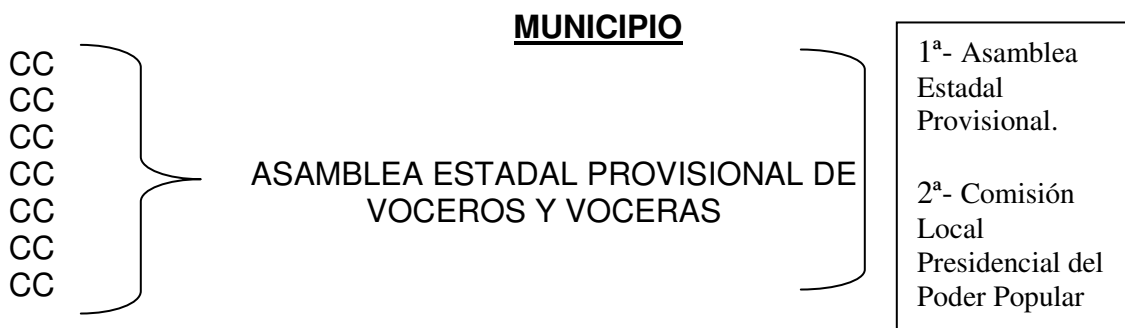 MUNICIPIO
CC
CC
CC
CC
CC
CC
CC
ASAMBLEA ESTADAL PROVISIONAL DE
VOCEROS Y VOCERAS
1ª- Asamblea
Estadal
Provisional.
2ª- Comisión
Local
Presidencial del
Poder Popular